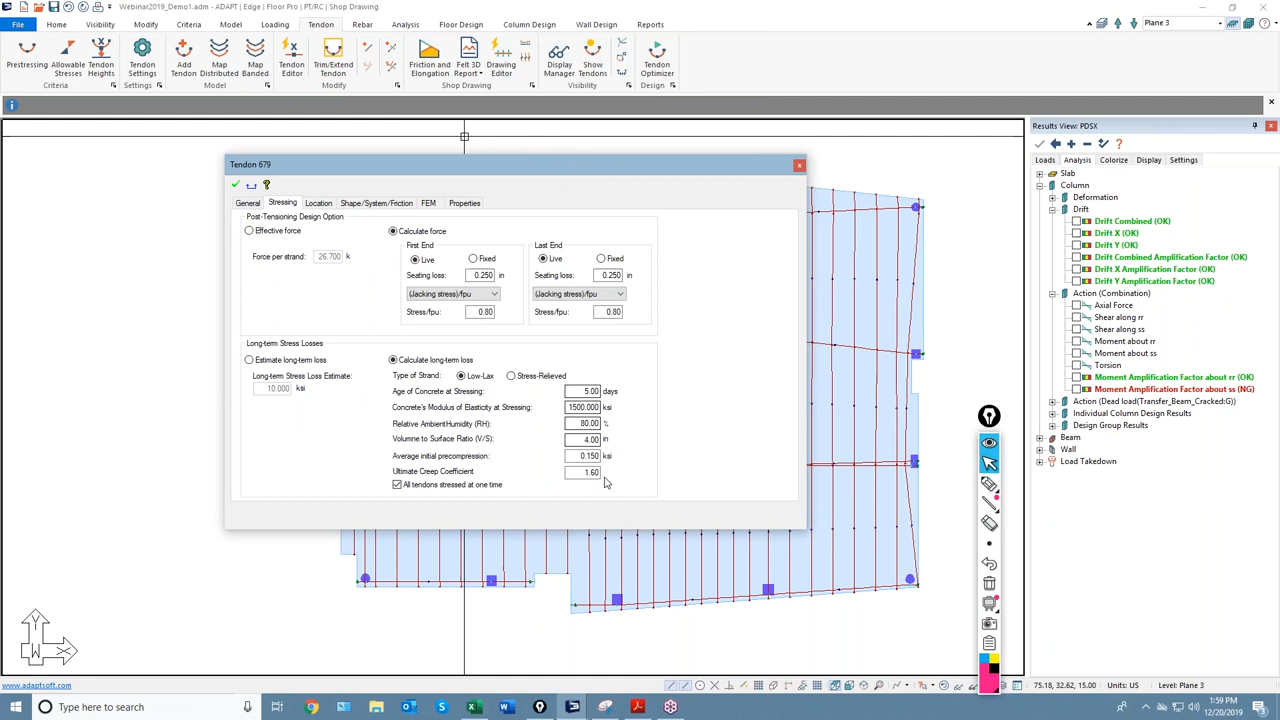 Webinar2019_Demo1.adm | Edge | Floor Pro | PT/RC | Shop Drawing
File Home Visibility Modify Criteria Model Loading Tendon Rebar Analysis Floor Design Column Design Wall Design Reports Plane 3
Prestressing Allowable Stresses Tendon Heights Tendon Settings Add Tendon Map Distributed Map Banded Tendon Editor Trim/Extend Tendon Friction and Elongation Felt 3D Report Drawing Editor Display Manager Show Tendons Tendon Optimizer
Criteria Settings Model Modify Shop Drawing Visibility Design
Results View: PDSX
Loads Analysis Colorize Display Settings
Slab
Column
Deformation
Drift
Drift Combined (OK)
Drift X (OK)
Drift Y (OK)
Drift Combined Amplification Factor (OK)
Drift X Amplification Factor (OK)
Drift Y Amplification Factor (OK)
Action (Combination)
Axial Force
Shear along rr
Shear along ss
Moment about rr
Moment about ss
Torsion
Moment Amplification Factor about rr (OK)
Moment Amplification Factor about ss (NG)
Action (Dead load(Transfer_Beam_Cracked:G))
Individual Column Design Results
Design Group Results
Beam
Wall
Load Takedown
Tendon 679
General Stressing Location Shape/System/Friction FEM Properties
Post-Tensioning Design Option
Effective force Calculate force
Force per strand: 26.700 k
First End Last End
Live Fixed Live Fixed
Seating loss: 0.250 in Seating loss: 0.250 in
(Jacking stress)/fpu (Jacking stress)/fpu
Stress/fpu: 0.80 Stress/fpu: 0.80
Long-term Stress Losses
Estimate long-term loss Calculate long-term loss
Long-term Stress Loss Estimate:
10.000 ksi
Type of Strand: Low-Lax Stress-Relieved
Age of Concrete at Stressing: 5.00 days
Concrete's Modulus of Elasticity at Stressing: 1500.000 ksi
Relative AmbientHumidity (RH): 80.00 %
Volumne to Surface Ratio (V/S): 4.00 in
Average initial precompression: 0.150 ksi
Ultimate Creep Coefficient 1.60
All tendons stressed at one time
W X Y
www.adaptsoft.com
75.18, 32.62, 15.00 Units: US Level: Plane 3
Type here to search
1:59 PM
12/20/2019